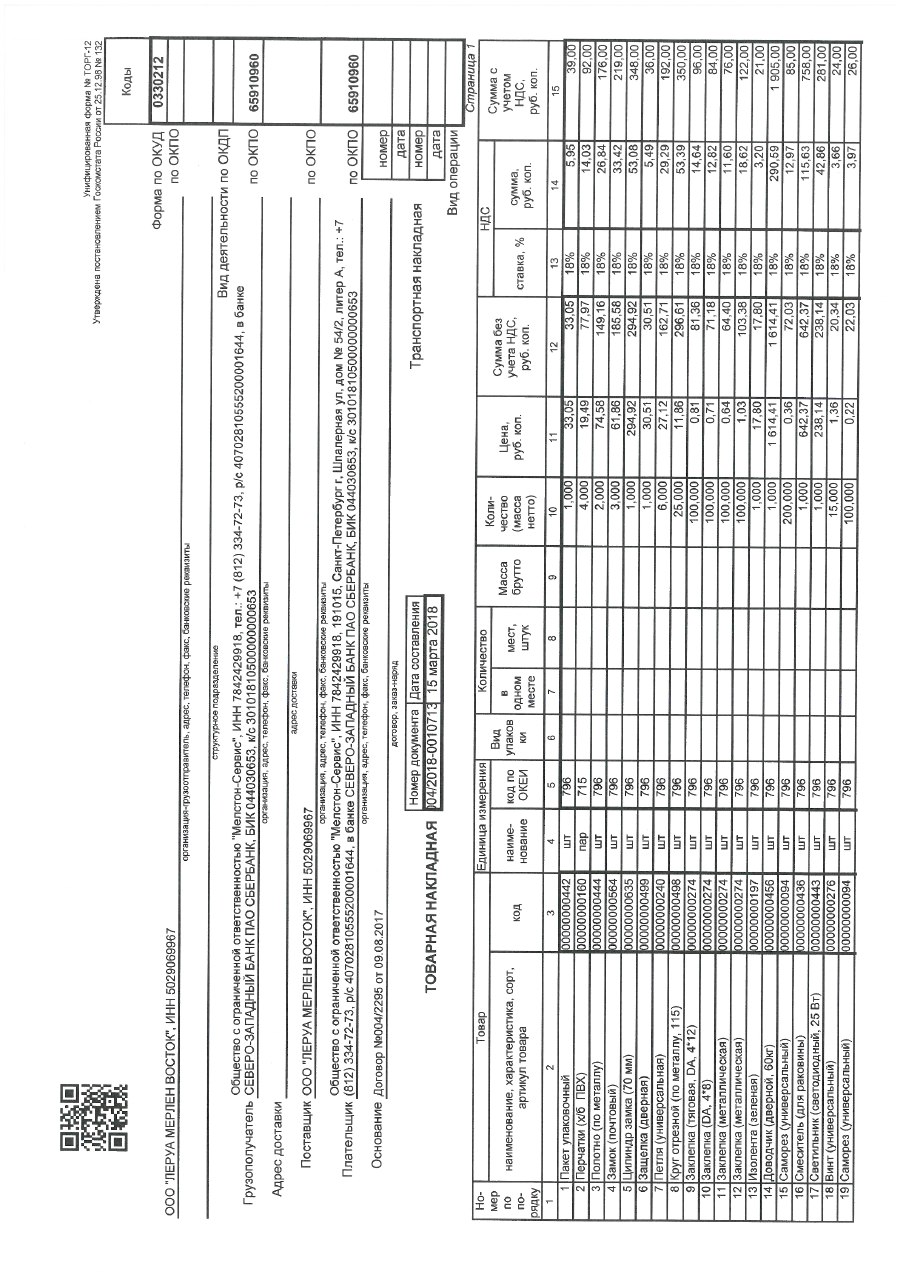 Унифицированная форма № ТОРГ-12
Утверждена постановлением Госкомстата России от 25.12.98 № 132
Коды
Форма по ОКУД 0330212
ООО "ЛЕРУА МЕРЛЕН ВОСТОК", ИНН 5029069967 по ОКПО
организация-грузоотправитель, адрес, телефон, факс, банковские реквизиты
структурное подразделение
Вид деятельности по ОКДП
Общество с ограниченной ответственностью "Мелстон-Сервис", ИНН 7842429918, тел.: +7 (812) 334-72-73, р/с 40702810555200001644, в банке
Грузополучатель СЕВЕРО-ЗАПАДНЫЙ БАНК ПАО СБЕРБАНК, БИК 044030653, к/с 30101810500000000653 по ОКПО 65910960
организация, адрес, телефон, факс, банковские реквизиты
Адрес доставки
адрес доставки
Поставщик ООО "ЛЕРУА МЕРЛЕН ВОСТОК", ИНН 5029069967 по ОКПО
организация, адрес, телефон, факс, банковские реквизиты
Общество с ограниченной ответственностью "Мелстон-Сервис", ИНН 7842429918, 191015, Санкт-Петербург г, Шпалерная ул, дом № 54/2, литер А, тел.: +7
Плательщик (812) 334-72-73, р/с 40702810555200001644, в банке СЕВЕРО-ЗАПАДНЫЙ БАНК ПАО СБЕРБАНК, БИК 044030653, к/с 30101810500000000653 по ОКПО 65910960
организация, адрес, телефон, факс, банковские реквизиты
Основание Договор №004/2295 от 09.08.2017 номер
договор, заказ-наряд дата
Номер документа Дата составления Транспортная накладная номер
ТОВАРНАЯ НАКЛАДНАЯ 004/2018-0010713 15 марта 2018 дата
Вид операции
Страница 1
Но-мер по по-рядку Товар Единица измерения Вид упаков ки Количество Масса брутто Коли-чество (масса нетто) Цена, руб. коп. Сумма без учета НДС, руб. коп. НДС Сумма с учетом НДС, руб. коп.
наименование, характеристика, сорт, артикул товара код наиме-нование код по ОКЕИ в одном месте мест, штук ставка, % сумма, руб. коп.
1 2 3 4 5 6 7 8 9 10 11 12 13 14 15
1 Пакет упаковочный 00000000442 шт 796 1,000 33,05 33,05 18% 5,95 39,00
2 Перчатки (х/б ПВХ) 00000000160 пар 715 4,000 19,49 77,97 18% 14,03 92,00
3 Полотно (по металлу) 00000000444 шт 796 2,000 74,58 149,16 18% 26,84 176,00
4 Замок (почтовый) 00000000564 шт 796 3,000 61,86 185,58 18% 33,42 219,00
5 Цилиндр замка (70 мм) 00000000635 шт 796 1,000 294,92 294,92 18% 53,08 348,00
6 Защелка (дверная) 00000000499 шт 796 1,000 30,51 30,51 18% 5,49 36,00
7 Петля (универсальная) 00000000240 шт 796 6,000 27,12 162,71 18% 29,29 192,00
8 Круг отрезной (по металлу, 115) 00000000498 шт 796 25,000 11,86 296,61 18% 53,39 350,00
9 Заклепка (тяговая, DA, 4*12) 00000000274 шт 796 100,000 0,81 81,36 18% 14,64 96,00
10 Заклепка (DA, 4*8) 00000000274 шт 796 100,000 0,71 71,18 18% 12,82 84,00
11 Заклепка (металлическая) 00000000274 шт 796 100,000 0,64 64,40 18% 11,60 76,00
12 Заклепка (металлическая) 00000000274 шт 796 100,000 1,03 103,38 18% 18,62 122,00
13 Изолента (зеленая) 00000000197 шт 796 1,000 17,80 17,80 18% 3,20 21,00
14 Доводчик (дверной, 60кг) 00000000456 шт 796 1,000 1 614,41 1 614,41 18% 290,59 1 905,00
15 Саморез (универсальный) 00000000094 шт 796 200,000 0,36 72,03 18% 12,97 85,00
16 Смеситель (для раковины) 00000000436 шт 796 1,000 642,37 642,37 18% 115,63 758,00
17 Светильник (светодиодный, 25 Вт) 00000000443 шт 796 1,000 238,14 238,14 18% 42,86 281,00
18 Винт (универсальный) 00000000276 шт 796 15,000 1,36 20,34 18% 3,66 24,00
19 Саморез (универсальный) 00000000094 шт 796 100,000 0,22 22,03 18% 3,97 26,00